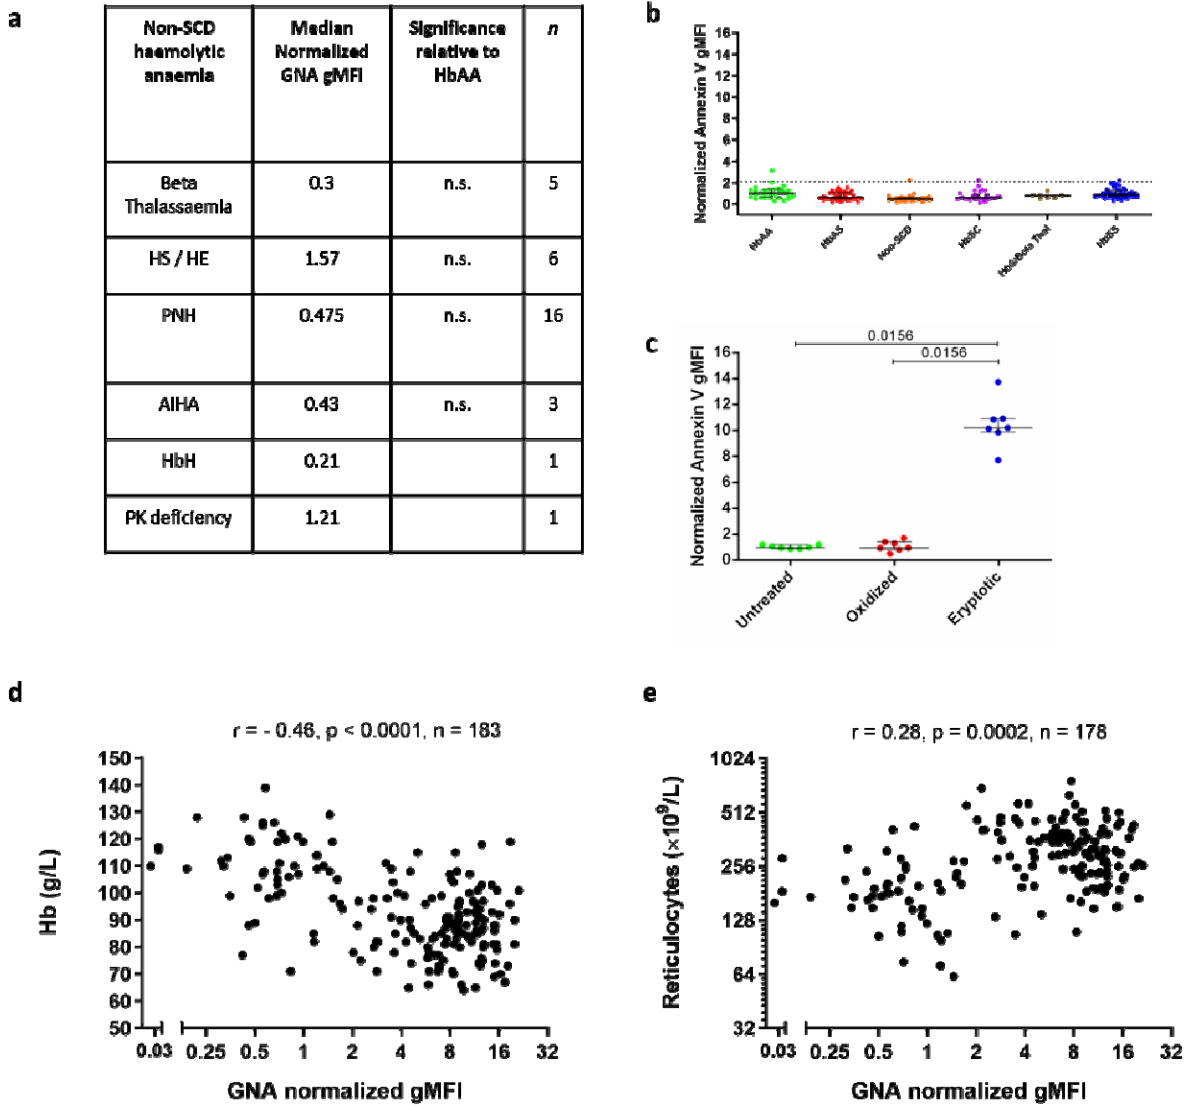 a
Non-SCD
haemolytic
anaemia
Median
Normalized
GNA gMFI
Significance
relative to
HbAA
n
Beta
Thalassaemia
0.3
n.s.
5
HS / HE
1.57
n.s.
6
PNH
0.475
n.s.
16
AIHA
0.43
n.s.
3
HbH
0.21
1
PK deficiency
1.21
1
b
Normalized Annexin V gMFI
16
14
12
10
8
6
4
2
0
HbAA
HbAS
Non-SCD
HbSC
HbS/Beta Thal
HbSS
c
Normalized Annexin V gMFI
16
14
12
10
8
6
4
2
0
0.0156
0.0156
Untreated
Oxidized
Eryptotic
d
r = - 0.46, p < 0.0001, n = 183
Hb (g/L)
150
140
130
120
110
100
90
80
70
60
50
0.03 0.25 0.5 1 2 4 8 16 32
GNA normalized gMFI
e
r = 0.28, p = 0.0002, n = 178
Reticulocytes (×10⁹/L)
1024
512
256
128
64
32
0.03 0.25 0.5 1 2 4 8 16 32
GNA normalized gMFI